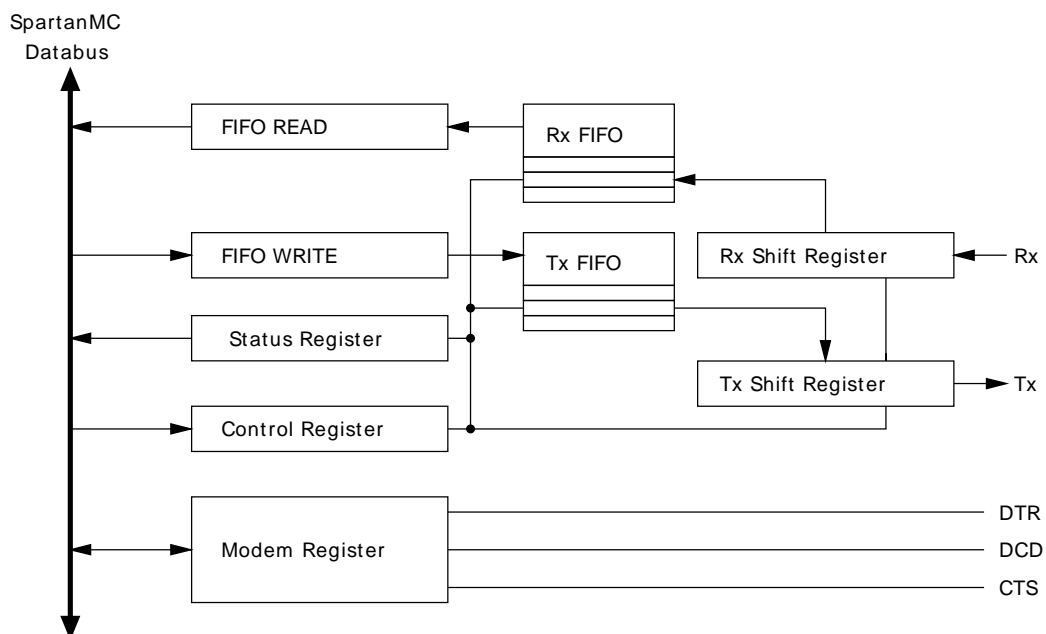 SpartanMC
Databus
FIFO READ
Rx FIFO
FIFO WRITE
Tx FIFO
Rx Shift Register
Rx
Status Register
Tx Shift Register
Tx
Control Register
Modem Register
DTR
DCD
CTS